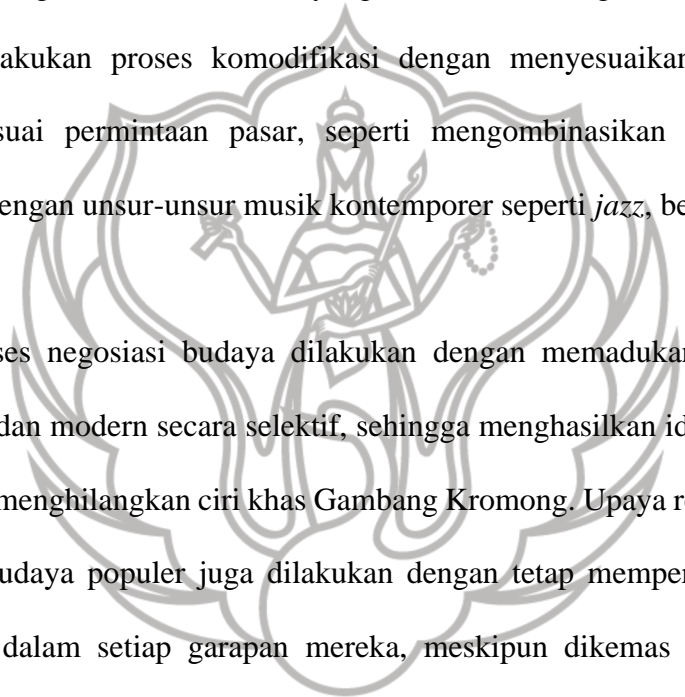 akukan proses komodifikasi dengan menyesuaikan
suai permintaan pasar, seperti mengombinasikan
engan unsur-unsur musik kontemporer seperti jazz, be
ses negosiasi budaya dilakukan dengan memadukan
dan modern secara selektif, sehingga menghasilkan id
menghilangkan ciri khas Gambang Kromong. Upaya r
udaya populer juga dilakukan dengan tetap memper
dalam setiap garapan mereka, meskipun dikemas